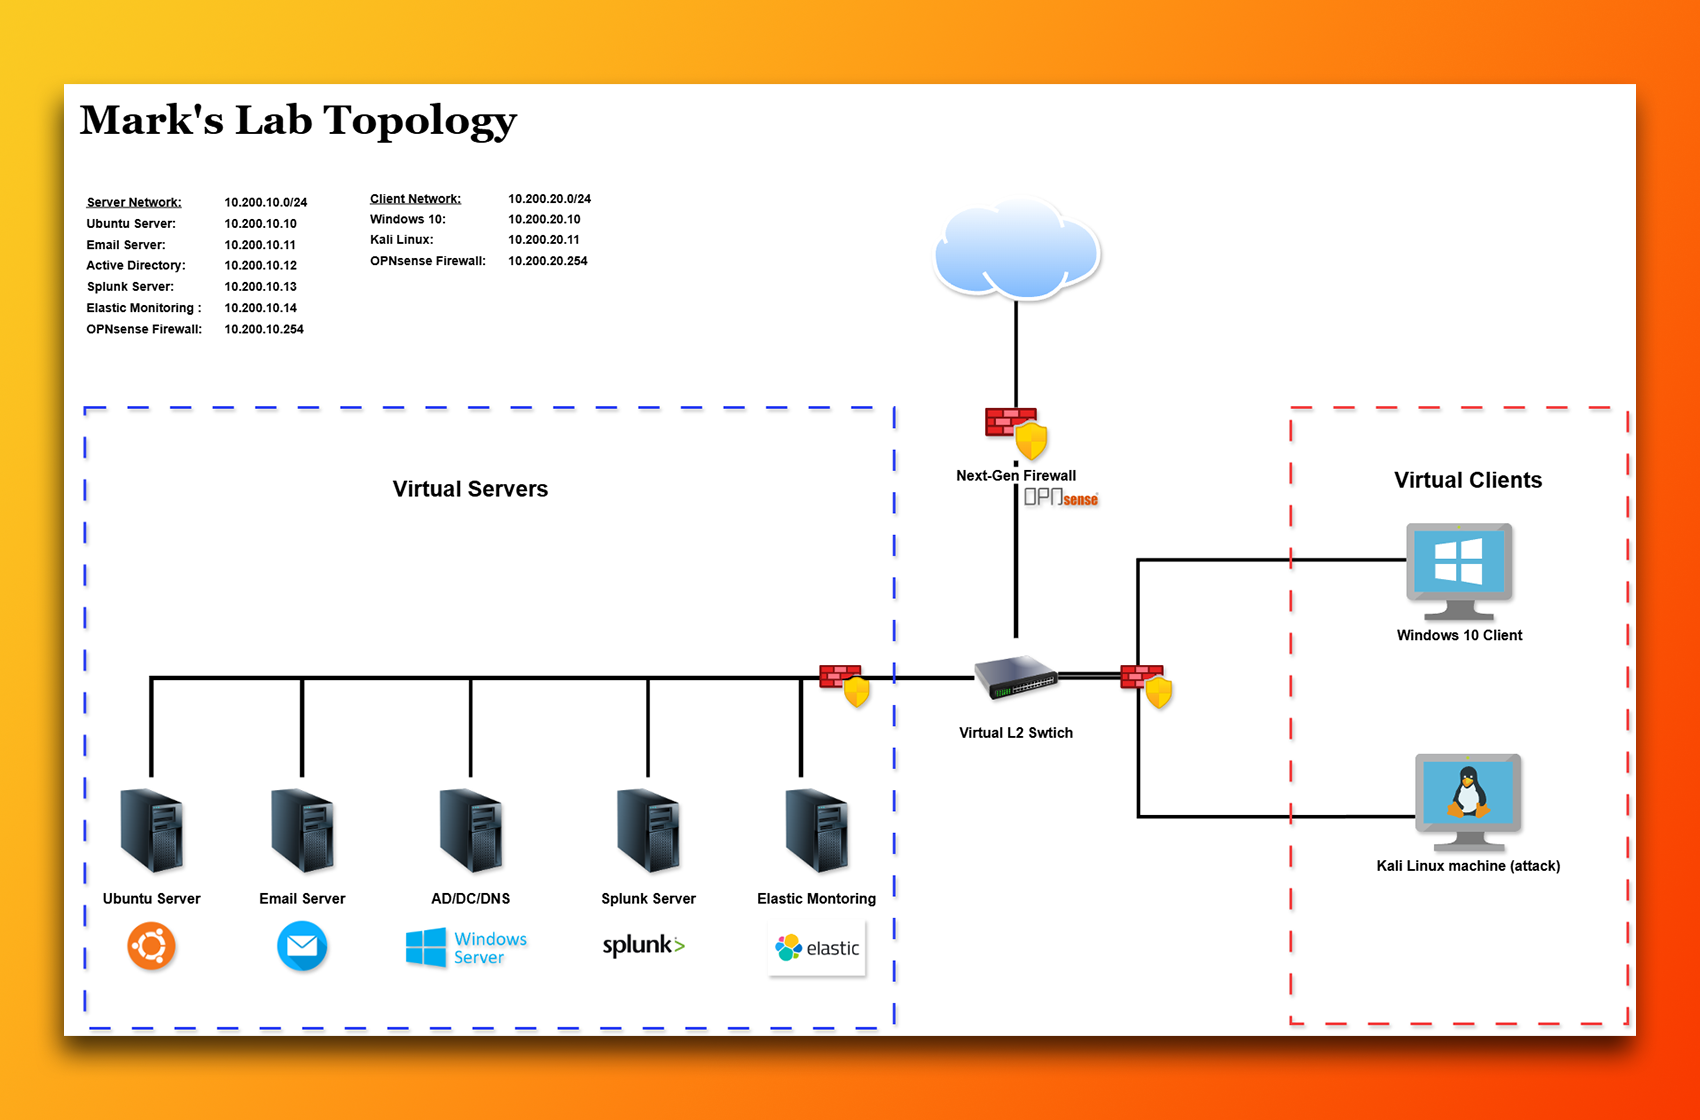 Mark's Lab Topology
Server Network: 10.200.10.0/24
Ubuntu Server: 10.200.10.10
Email Server: 10.200.10.11
Active Directory: 10.200.10.12
Splunk Server: 10.200.10.13
Elastic Monitoring : 10.200.10.14
OPNsense Firewall: 10.200.10.254
Client Network: 10.200.20.0/24
Windows 10: 10.200.20.10
Kali Linux: 10.200.20.11
OPNsense Firewall: 10.200.20.254
Next-Gen Firewall
OPNsense
Virtual Servers
Virtual Clients
Windows 10 Client
Virtual L2 Swtich
Kali Linux machine (attack)
Ubuntu Server
Email Server
AD/DC/DNS
Splunk Server
Elastic Montoring
Windows
Server
splunk>
elastic